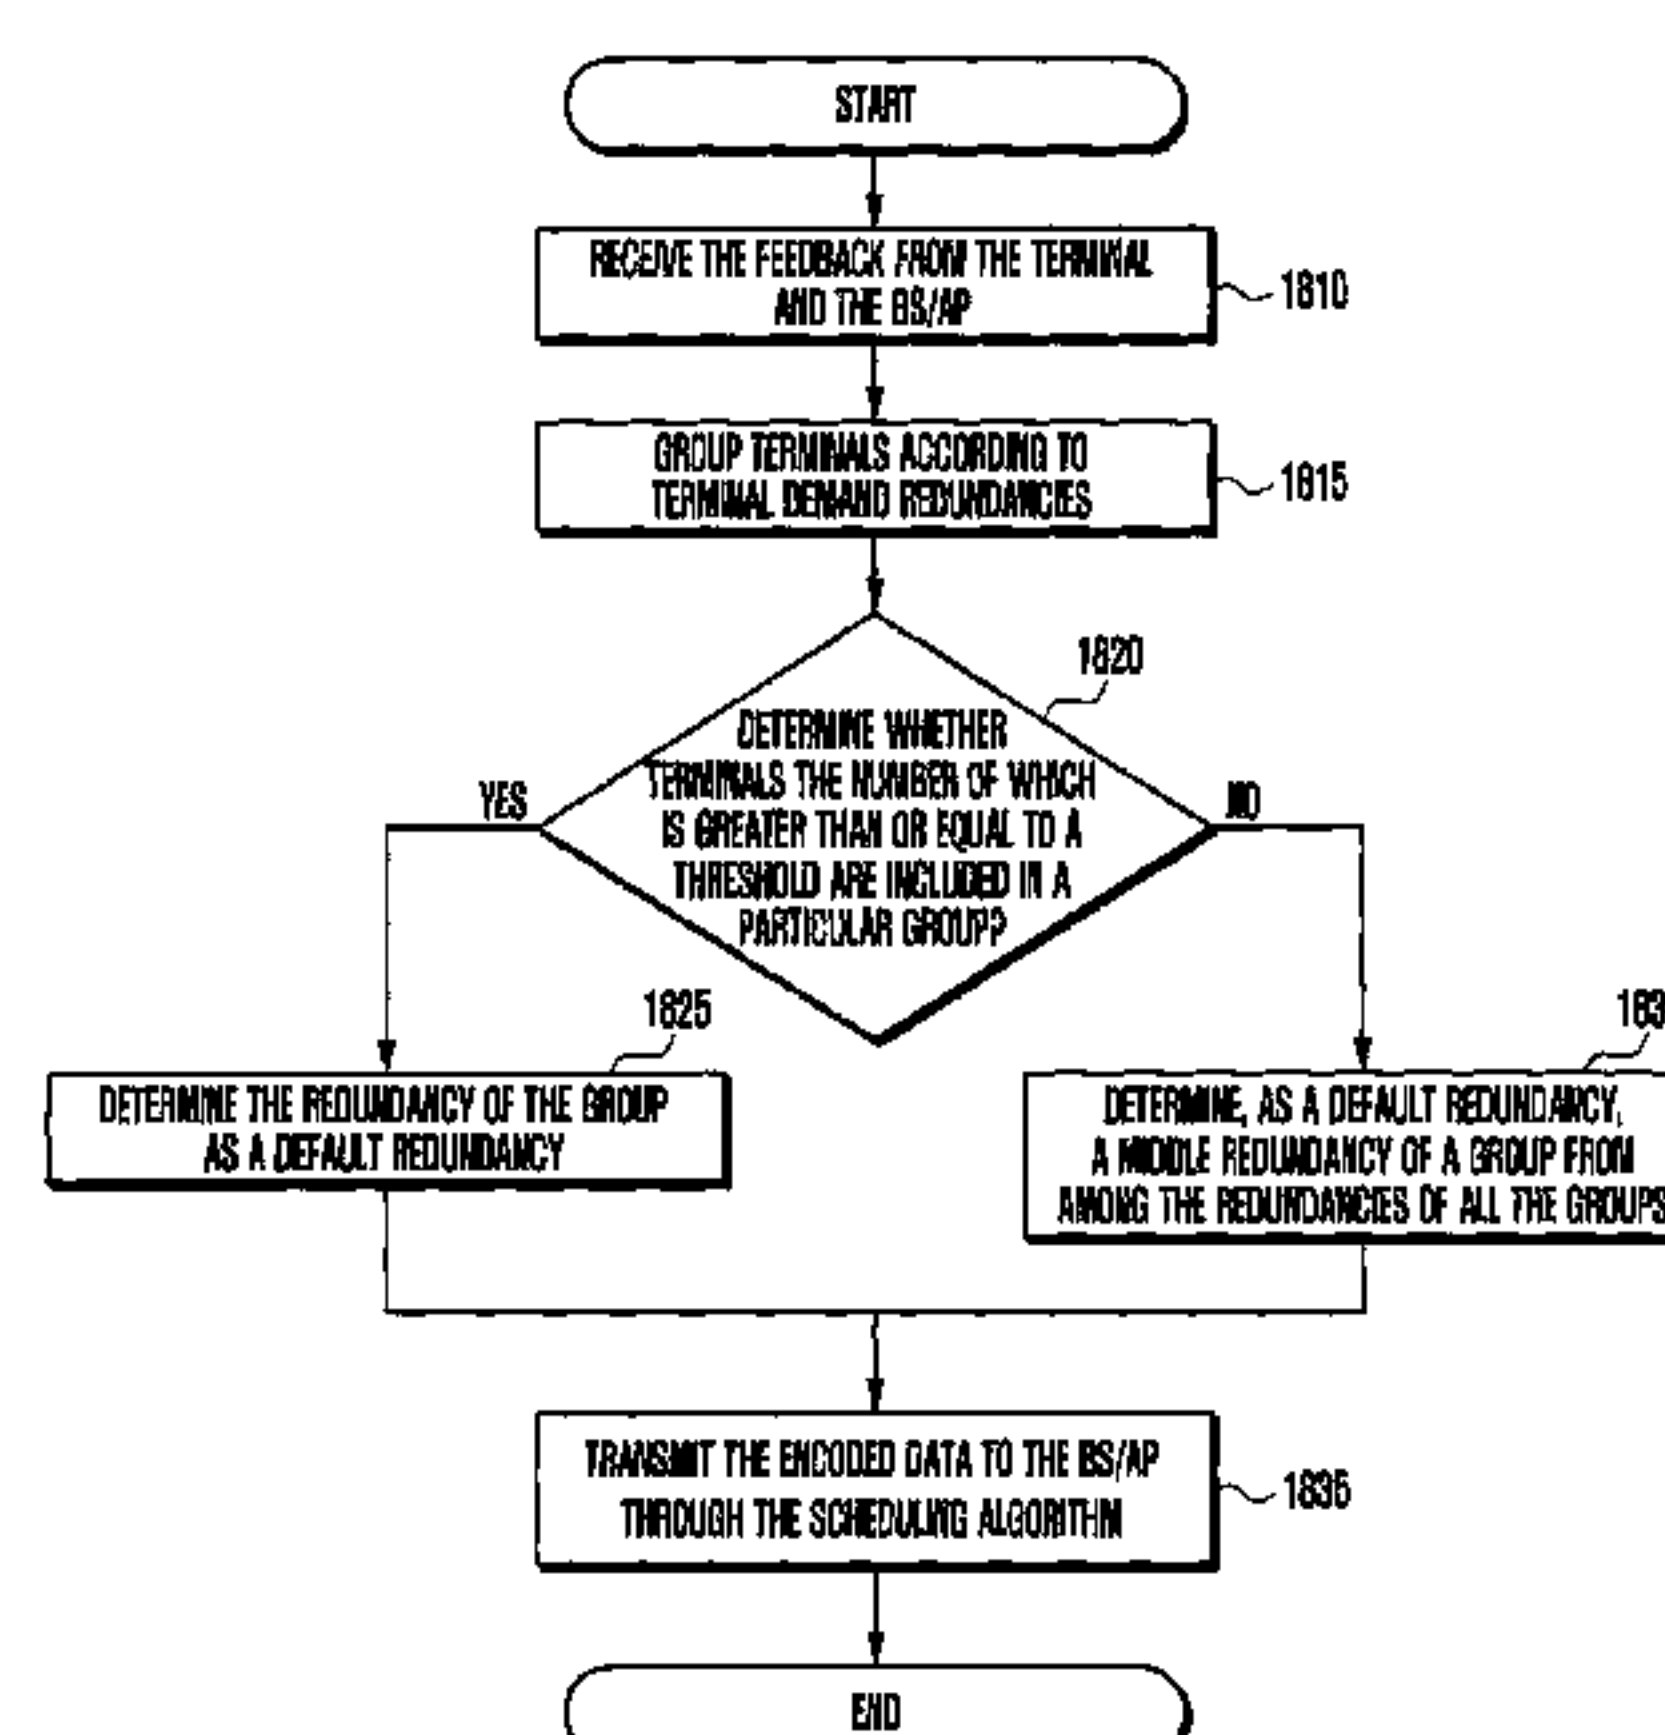 START
RECEIVE THE FEEDBACK FROM THE TERMINAL
AND THE BS/AP
1810
GROUP TERMINALS ACCORDING TO
TERMINAL DEMAND REDUNDANCIES
1815
1820
DETERMINE WHETHER
TERMINALS THE NUMBER OF WHICH
IS GREATER THAN OR EQUAL TO A
THRESHOLD ARE INCLUDED IN A
PARTICULAR GROUP?
YES
NO
1825
DETERMINE THE REDUNDANCY OF THE GROUP
AS A DEFAULT REDUNDANCY
183
DETERMINE, AS A DEFAULT REDUNDANCY,
A MIDDLE REDUNDANCY OF A GROUP FROM
AMONG THE REDUNDANCIES OF ALL THE GROUPS
TRANSMIT THE ENCODED DATA TO THE BS/AP
THROUGH THE SCHEDULING ALGORITHM
1835
END